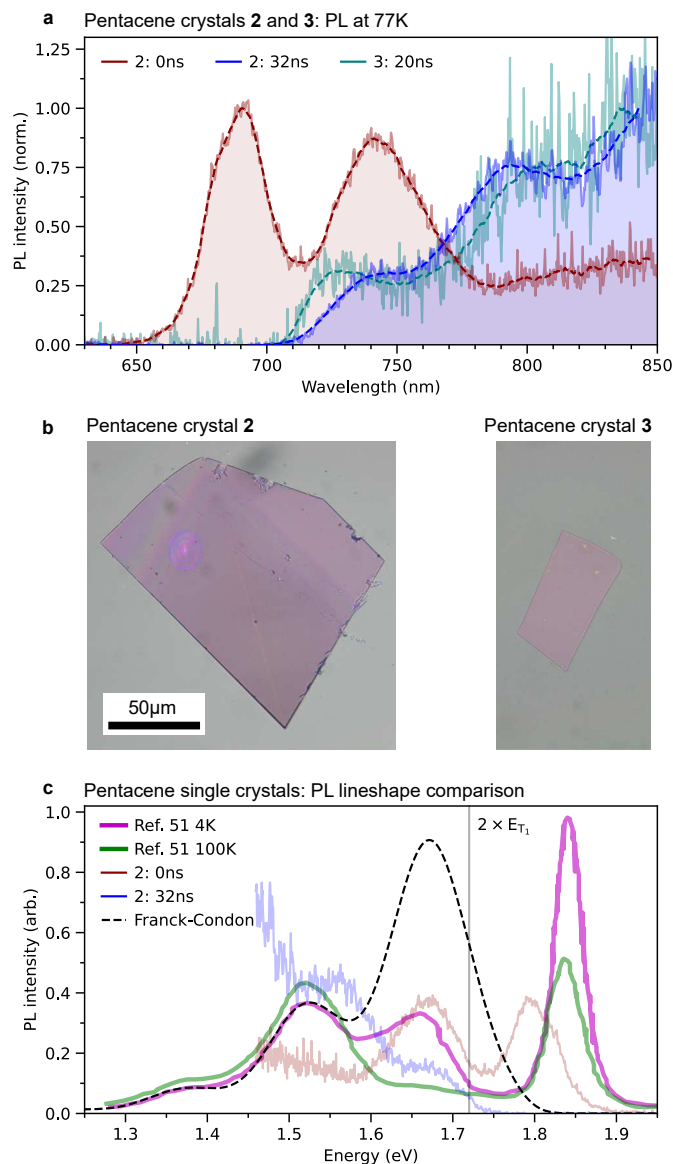 a Pentacene crystals 2 and 3: PL at 77K
1.25
1.00
0.75
0.50
0.25
0.00
PL intensity (norm.)
2: 0ns 2: 32ns 3: 20ns
650 700 750 800 850
Wavelength (nm)
b Pentacene crystal 2 Pentacene crystal 3
50μm
c Pentacene single crystals: PL lineshape comparison
1.0
0.8
0.6
0.4
0.2
0.0
PL intensity (arb.)
Ref. 51 4K
Ref. 51 100K
2: 0ns
2: 32ns
Franck-Condon
2 × E_T₁
1.3 1.4 1.5 1.6 1.7 1.8 1.9
Energy (eV)